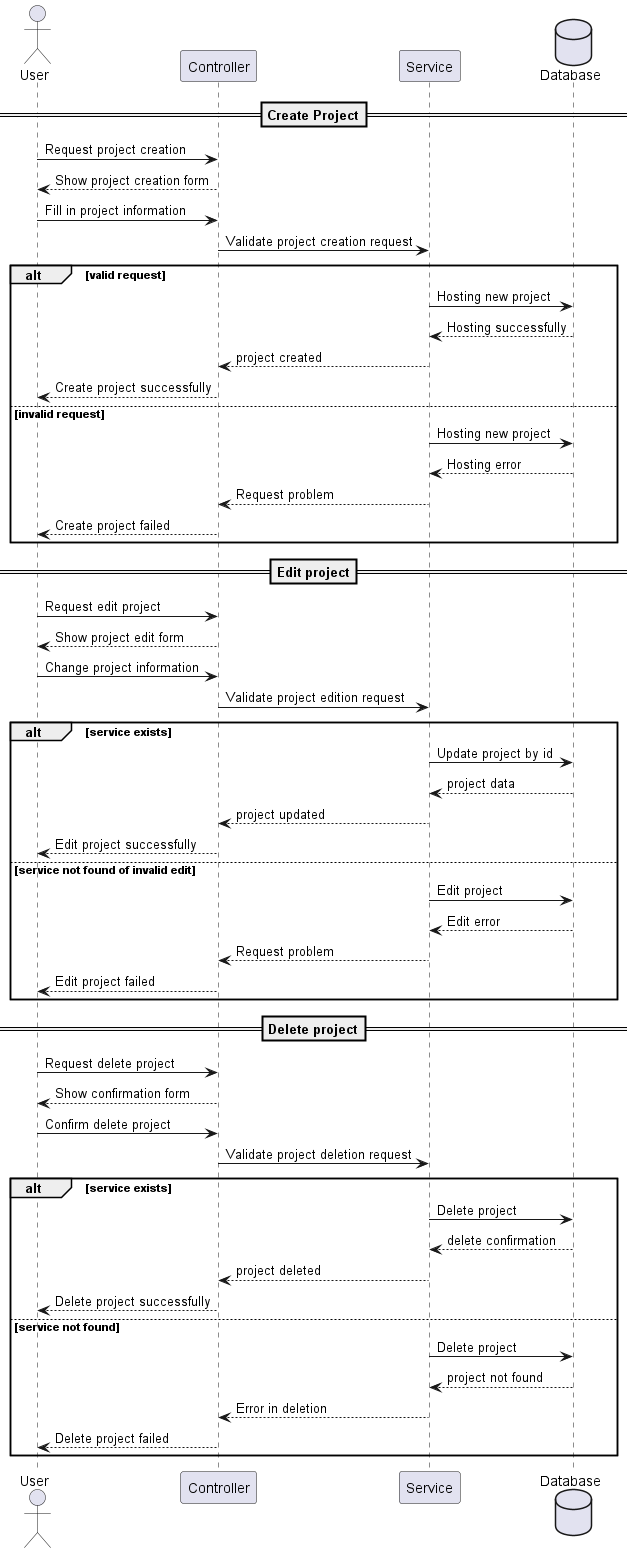 User
Controller
Service
Database
Create Project
Request project creation
Show project creation form
Fill in project information
Validate project creation request
alt
[valid request]
Hosting new project
Hosting successfully
project created
Create project successfully
[invalid request]
Hosting new project
Hosting error
Request problem
Create project failed
Edit project
Request edit project
Show project edit form
Change project information
Validate project edition request
alt
[service exists]
Update project by id
project data
project updated
Edit project successfully
[service not found of invalid edit]
Edit project
Edit error
Request problem
Edit project failed
Delete project
Request delete project
Show confirmation form
Confirm delete project
Validate project deletion request
alt
[service exists]
Delete project
delete confirmation
project deleted
Delete project successfully
[service not found]
Delete project
project not found
Error in deletion
Delete project failed
User
Controller
Service
Database